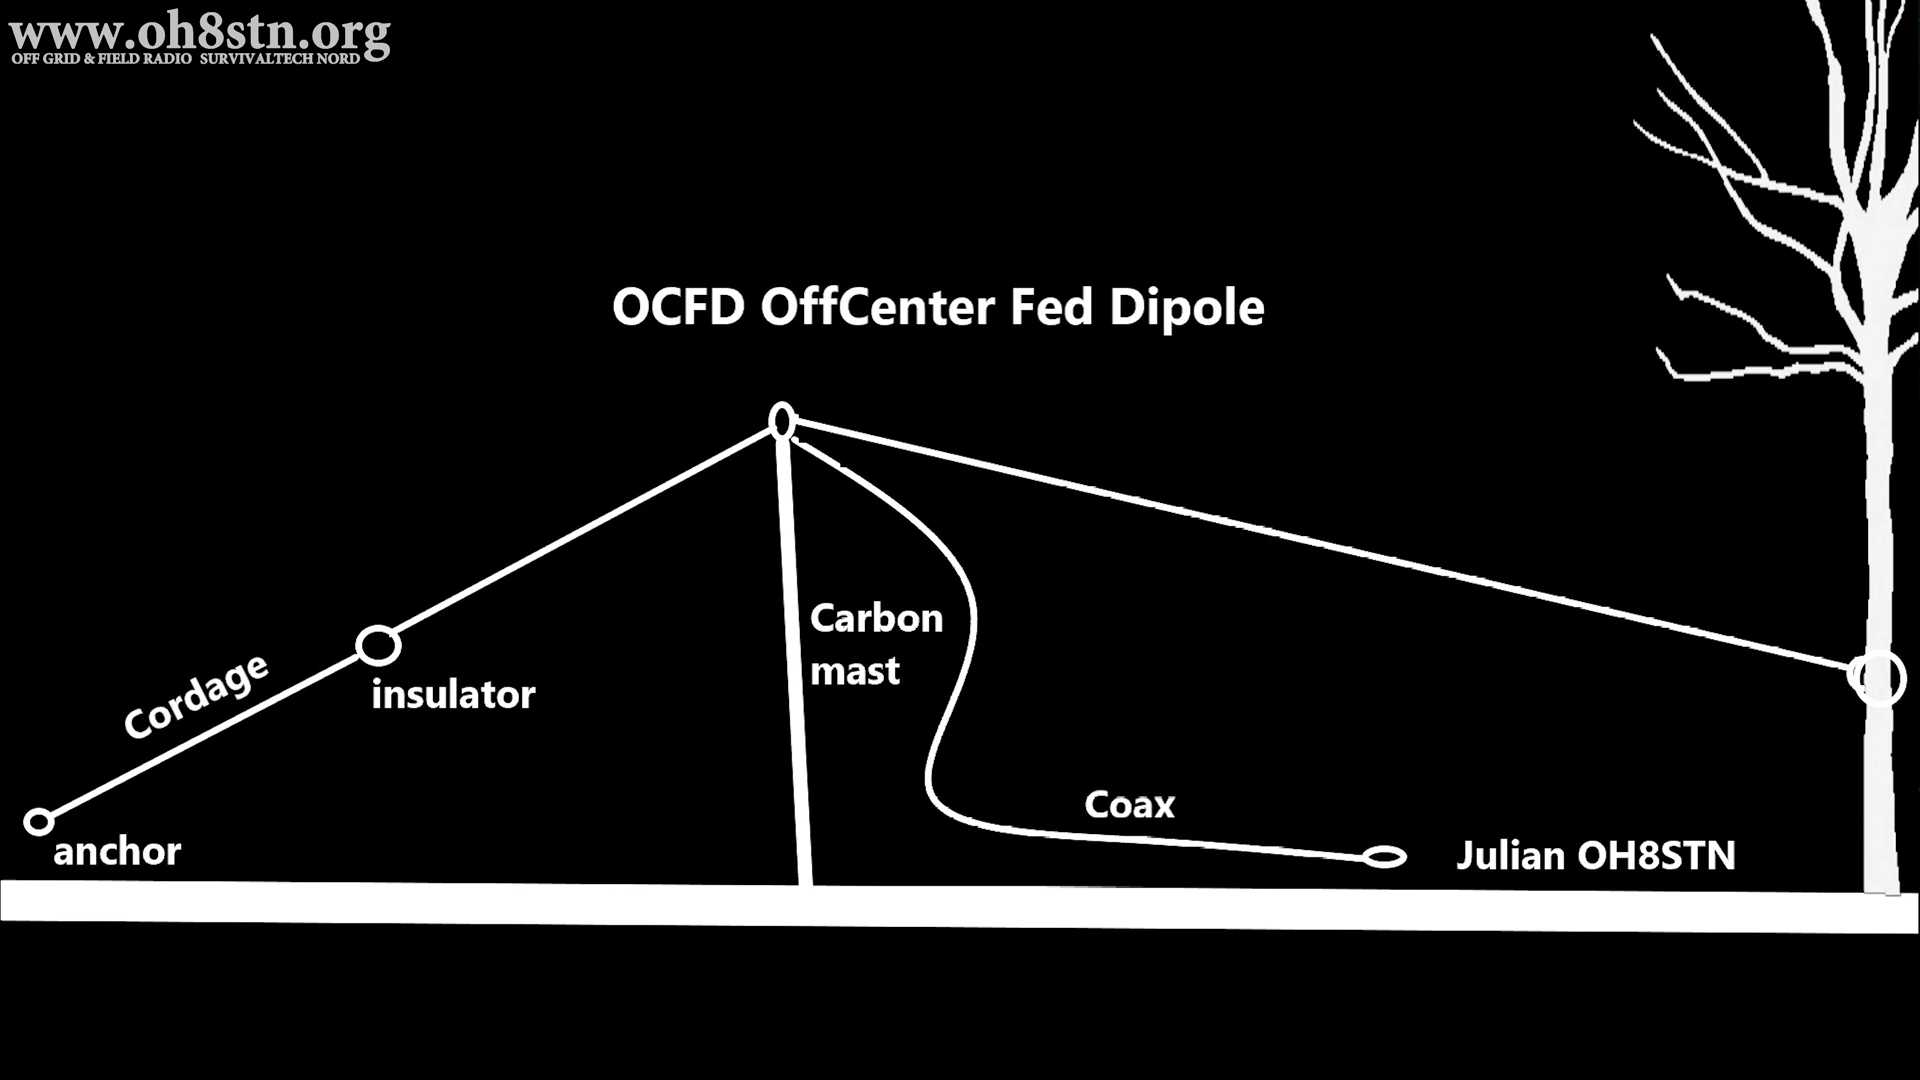 www.oh8stn.org
OFF GRID & FIELD RADIO SURVIVALTECH NORD
OCFD OffCenter Fed Dipole
Carbon
mast
Cordage
insulator
Coax
anchor
Julian OH8STN